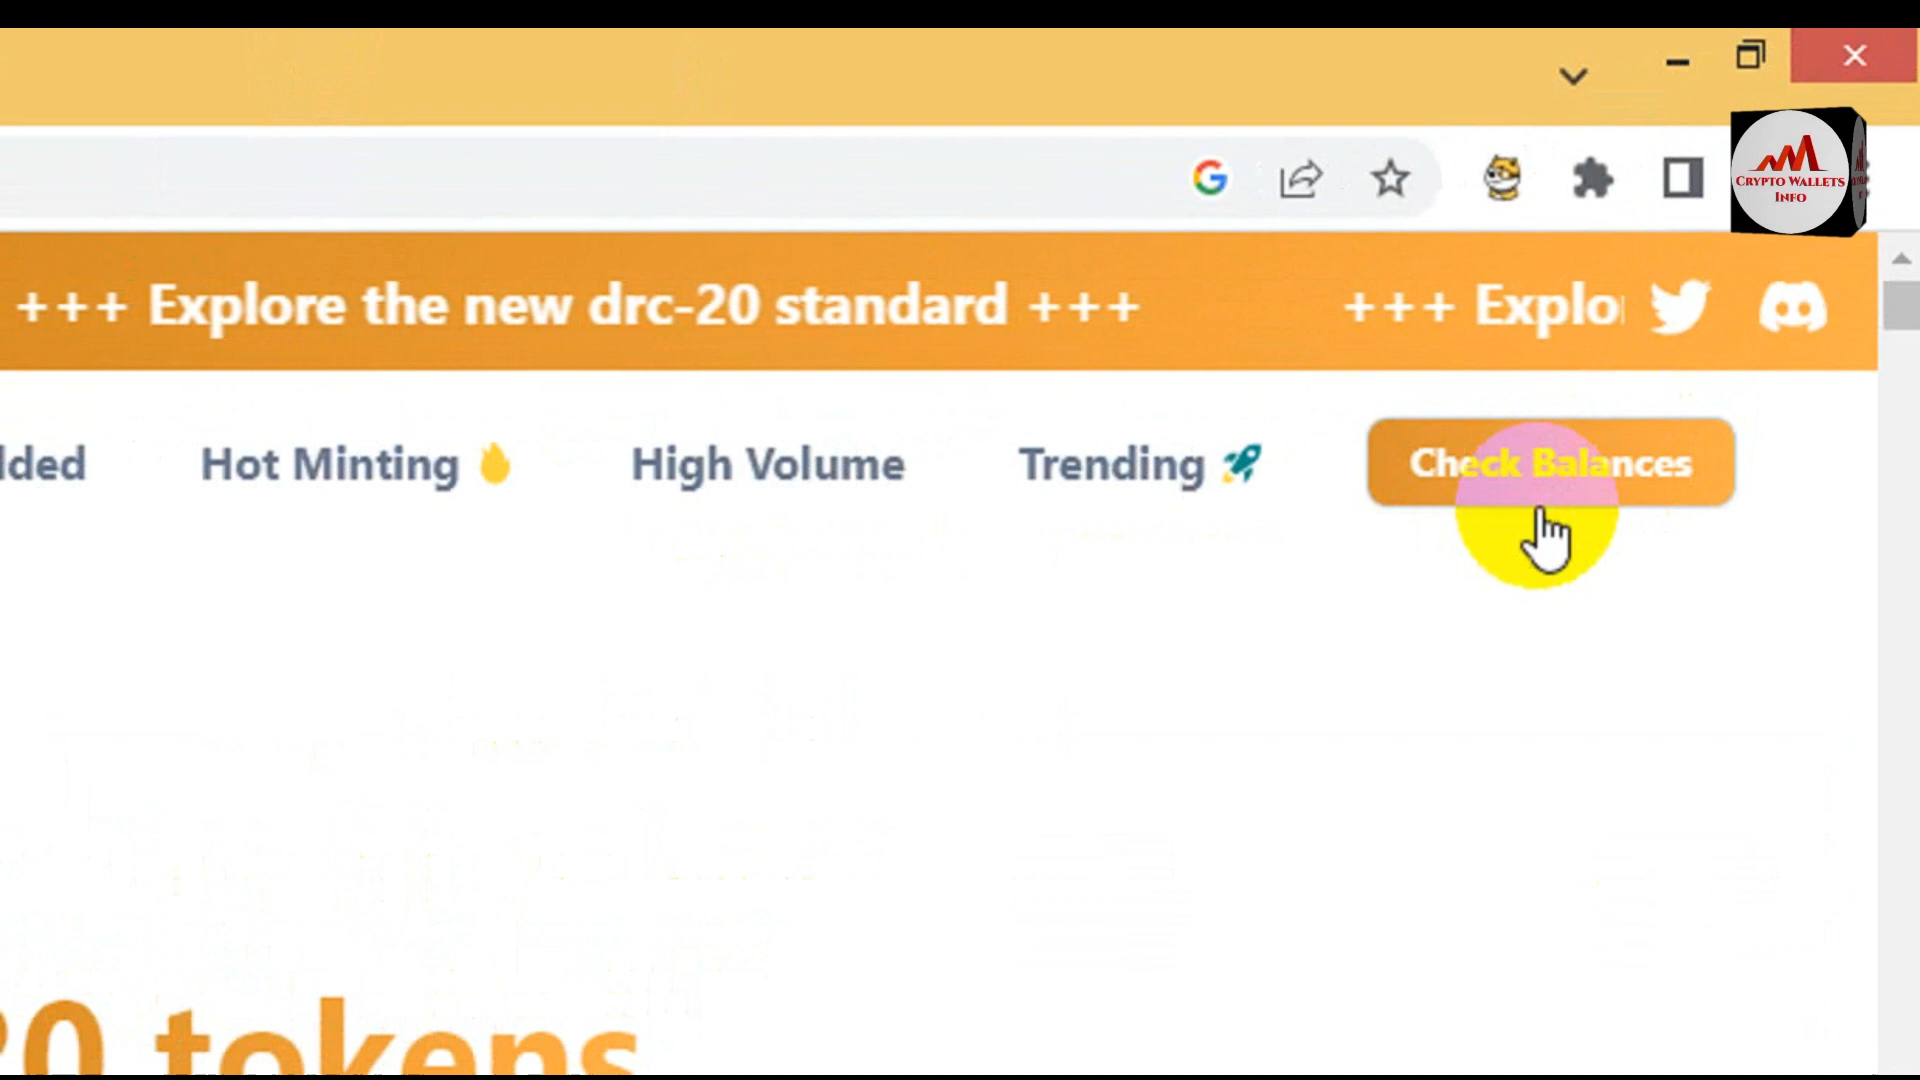 CRYPTO WALLETS
INFO
+++ Explore the new drc-20 standard +++ +++ Explo
dded Hot Minting High Volume Trending Check Balances
20 tokens